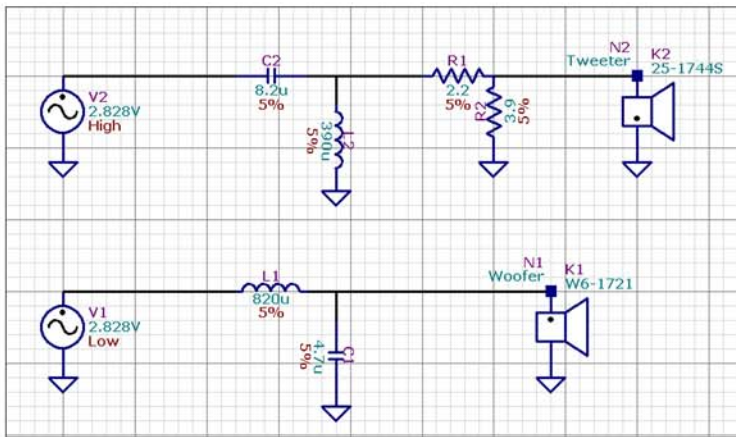 C2
8.2u
5%
R1
2.2
5%
N2
Tweeter
K2
25-1744S
V2
2.828V
High
L2
390u
5%
R2
3.9
5%
L1
820u
5%
N1
Woofer
K1
W6-1721
V1
2.828V
Low
C1
4.7u
5%